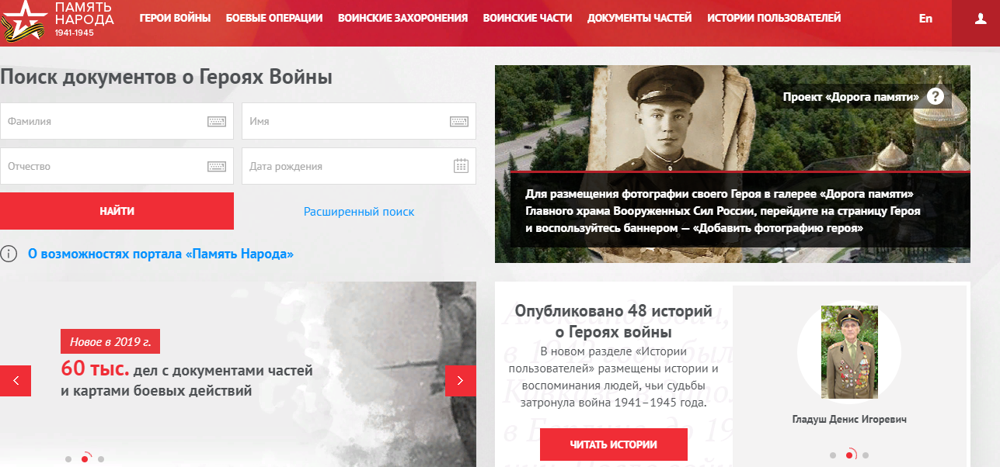 ПАМЯТЬ
НАРОДА
1941-1945
ГЕРОИ ВОЙНЫ
БОЕВЫЕ ОПЕРАЦИИ
ВОИНСКИЕ ЗАХОРОНЕНИЯ
ВОИНСКИЕ ЧАСТИ
ДОКУМЕНТЫ ЧАСТЕЙ
ИСТОРИИ ПОЛЬЗОВАТЕЛЕЙ
En
Поиск документов о Героях Войны
Фамилия
Имя
Отчество
Дата рождения
НАЙТИ
Расширенный поиск
О возможностях портала «Память Народа»
Проект «Дорога памяти» ?
Для размещения фотографии своего Героя в галерее «Дорога памяти»
Главного храма Вооруженных Сил России, перейдите на страницу Героя
и воспользуйтесь баннером — «Добавить фотографию героя»
Новое в 2019 г.
60 тыс. дел с документами частей
и картами боевых действий
Опубликовано 48 историй
о Героях войны
В новом разделе «Истории
пользователей» размещены истории и
воспоминания людей, чьи судьбы
затронула война 1941–1945 года.
ЧИТАТЬ ИСТОРИИ
Гладуш Денис Игоревич